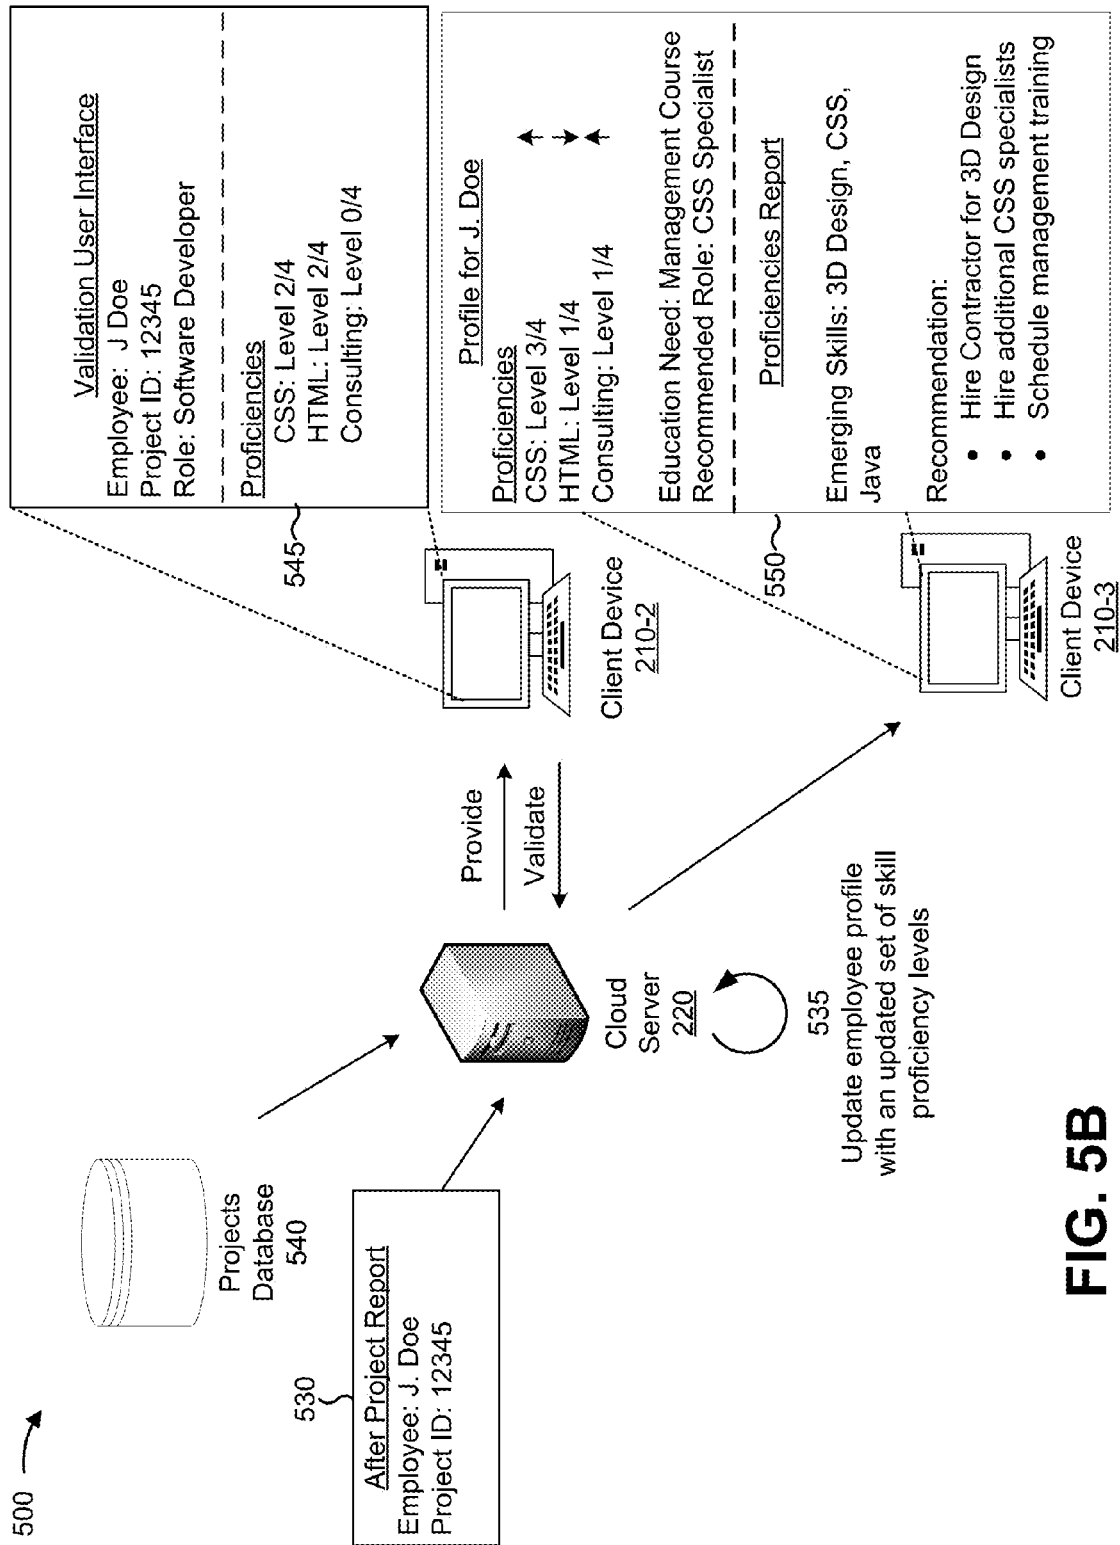 500
Projects
Database
540
530
After Project Report
Employee: J. Doe
Project ID: 12345
Cloud
Server
220
535
Update employee profile
with an updated set of skill
proficiency levels
Provide
Validate
Client Device
210-2
545
Validation User Interface
Employee: J Doe
Project ID: 12345
Role: Software Developer
Proficiencies
CSS: Level 2/4
HTML: Level 2/4
Consulting: Level 0/4
Client Device
210-3
550
Profile for J. Doe
Proficiencies
CSS: Level 3/4
HTML: Level 1/4
Consulting: Level 1/4
Education Need: Management Course
Recommended Role: CSS Specialist
Proficiencies Report
Emerging Skills: 3D Design, CSS,
Java
Recommendation:
• Hire Contractor for 3D Design
• Hire additional CSS specialists
• Schedule management training
FIG. 5B